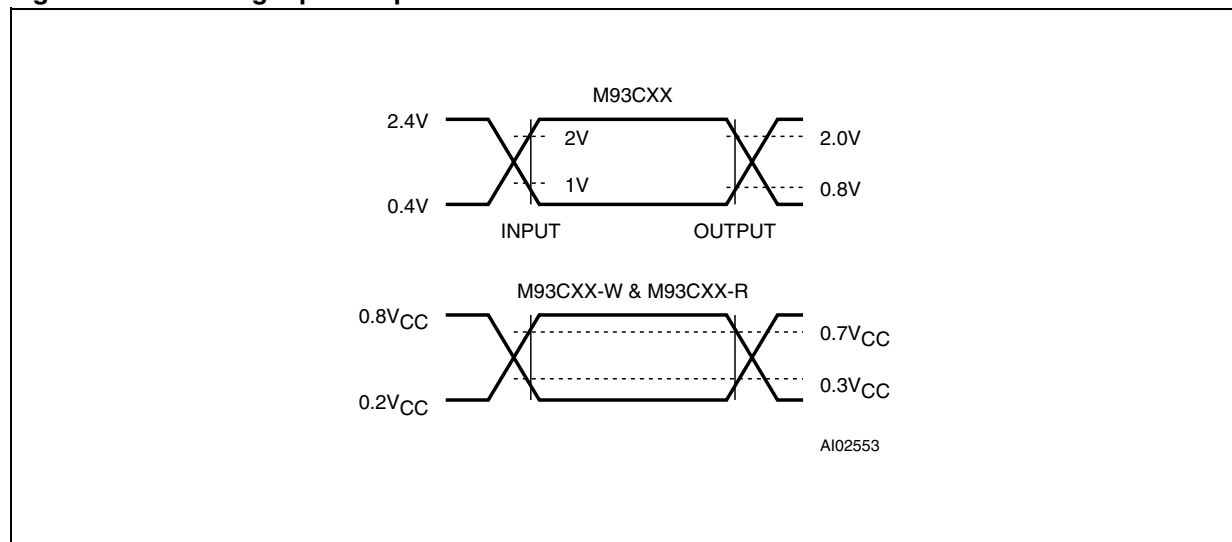 M93CXX
2.4V
2V
2.0V
1V
0.8V
0.4V
INPUT
OUTPUT
M93CXX-W & M93CXX-R
0.8VCC
0.7VCC
0.3VCC
0.2VCC
AI02553